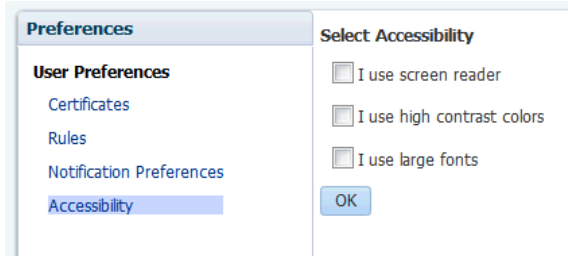 Preferences
User Preferences
Certificates
Rules
Notification Preferences
Accessibility
Select Accessibility
I use screen reader
I use high contrast colors
I use large fonts
OK